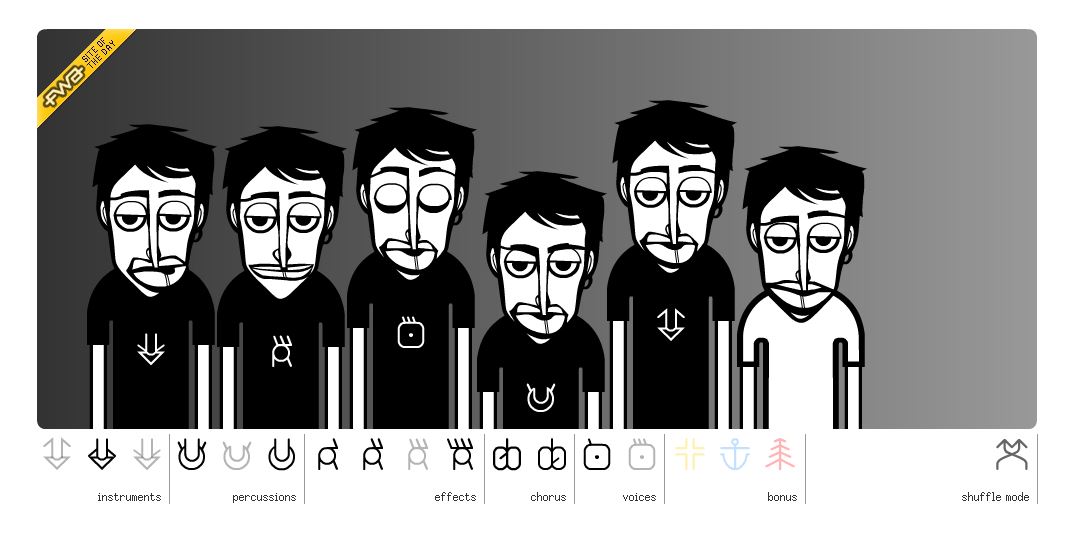 SITE OF
THE DAY
FWA
instruments
percussions
effects
chorus
voices
bonus
shuffle mode